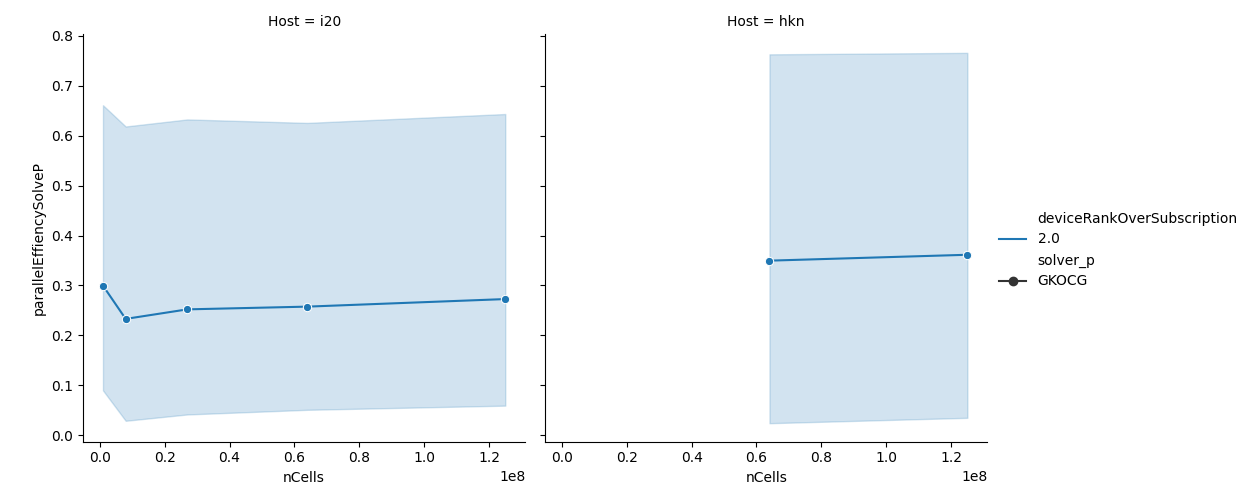 Host = i20
Host = hkn
0.8
0.7
0.6
0.5
0.4
0.3
0.2
0.1
0.0
parallelEffiencySolveP
0.0 0.2 0.4 0.6 0.8 1.0 1.2
1e8
nCells
0.0 0.2 0.4 0.6 0.8 1.0 1.2
1e8
nCells
deviceRankOverSubscription
2.0
solver_p
GKOCG